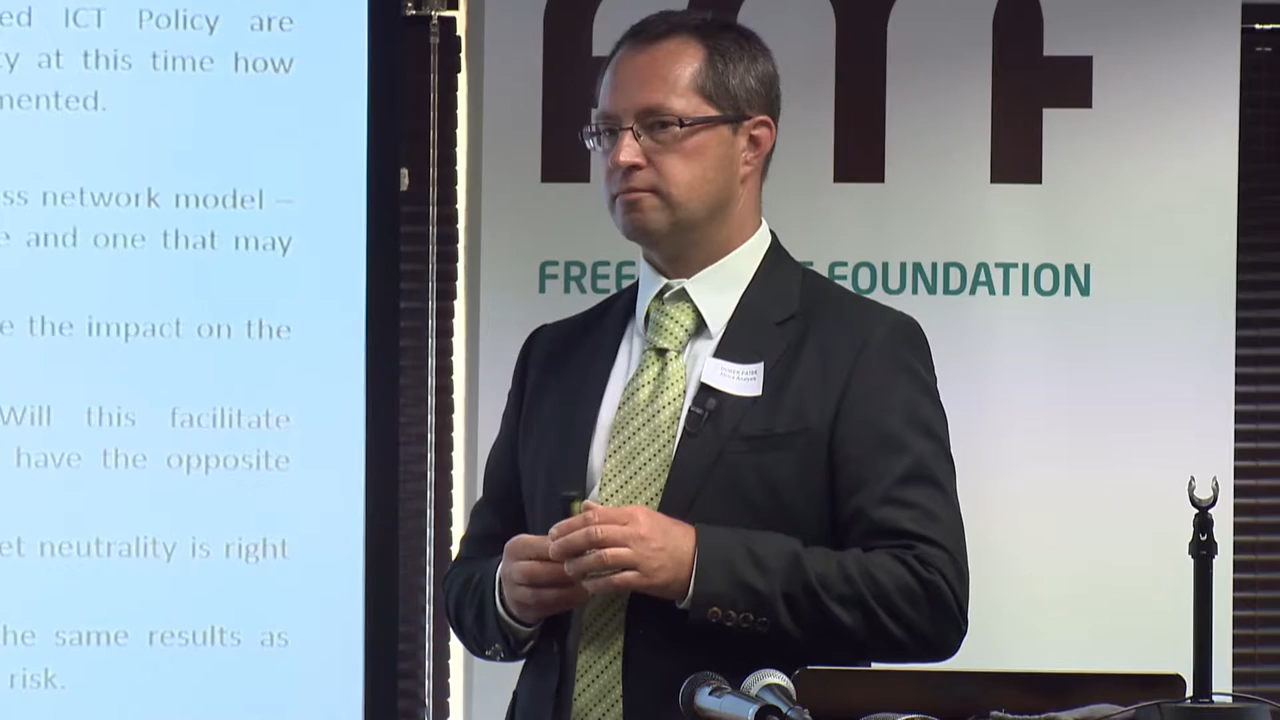 ed ICT Policy are
y at this time how
nented.
ss network model –
e and one that may
e the impact on the
Will this facilitate
have the opposite
et neutrality is right
he same results as
risk.
FREE FOUNDATION